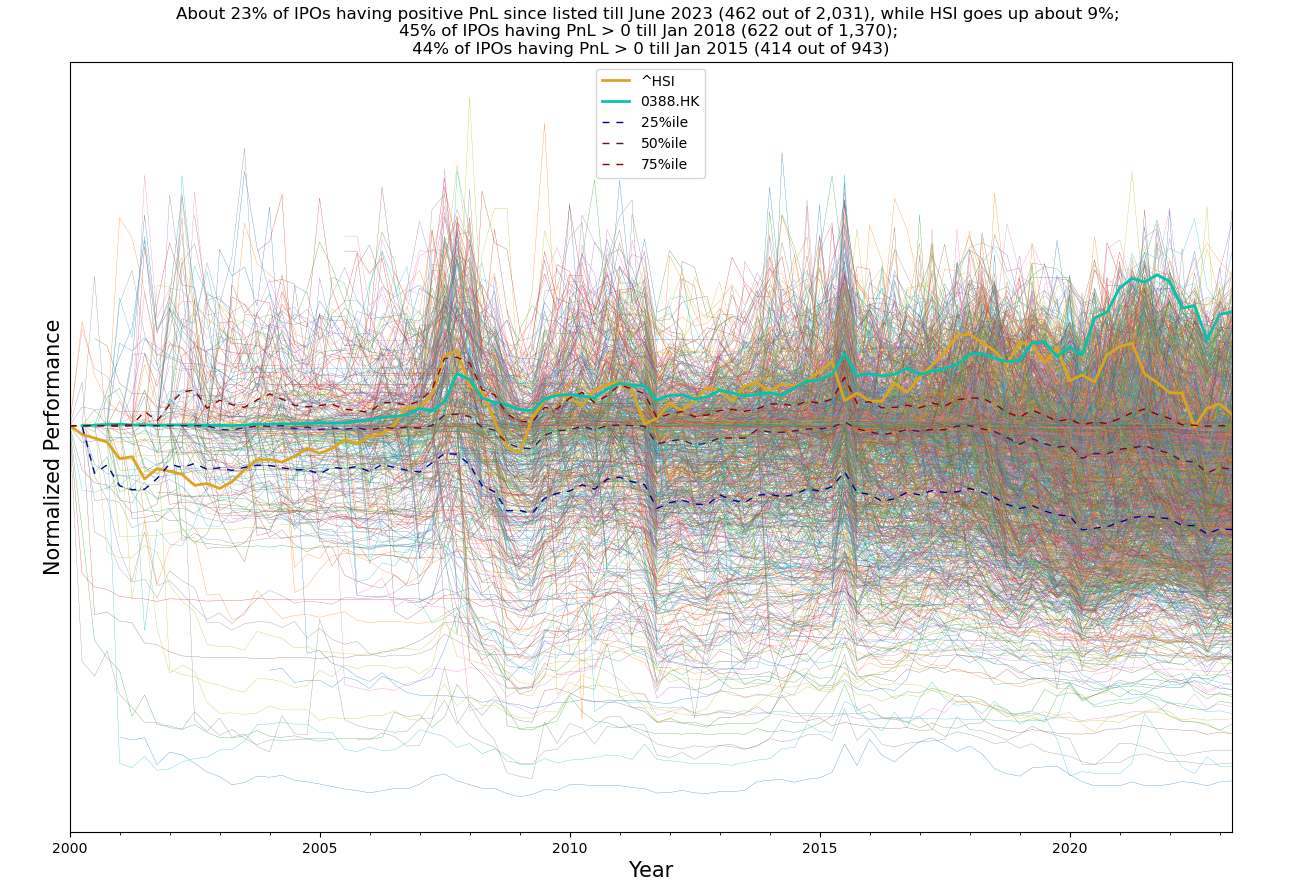 About 23% of IPOs having positive PnL since listed till June 2023 (462 out of 2,031), while HSI goes up about 9%;
45% of IPOs having PnL > 0 till Jan 2018 (622 out of 1,370);
44% of IPOs having PnL > 0 till Jan 2015 (414 out of 943)
^HSI
0388.HK
25%ile
50%ile
75%ile
Normalized Performance
2000
2005
2010
2015
2020
Year